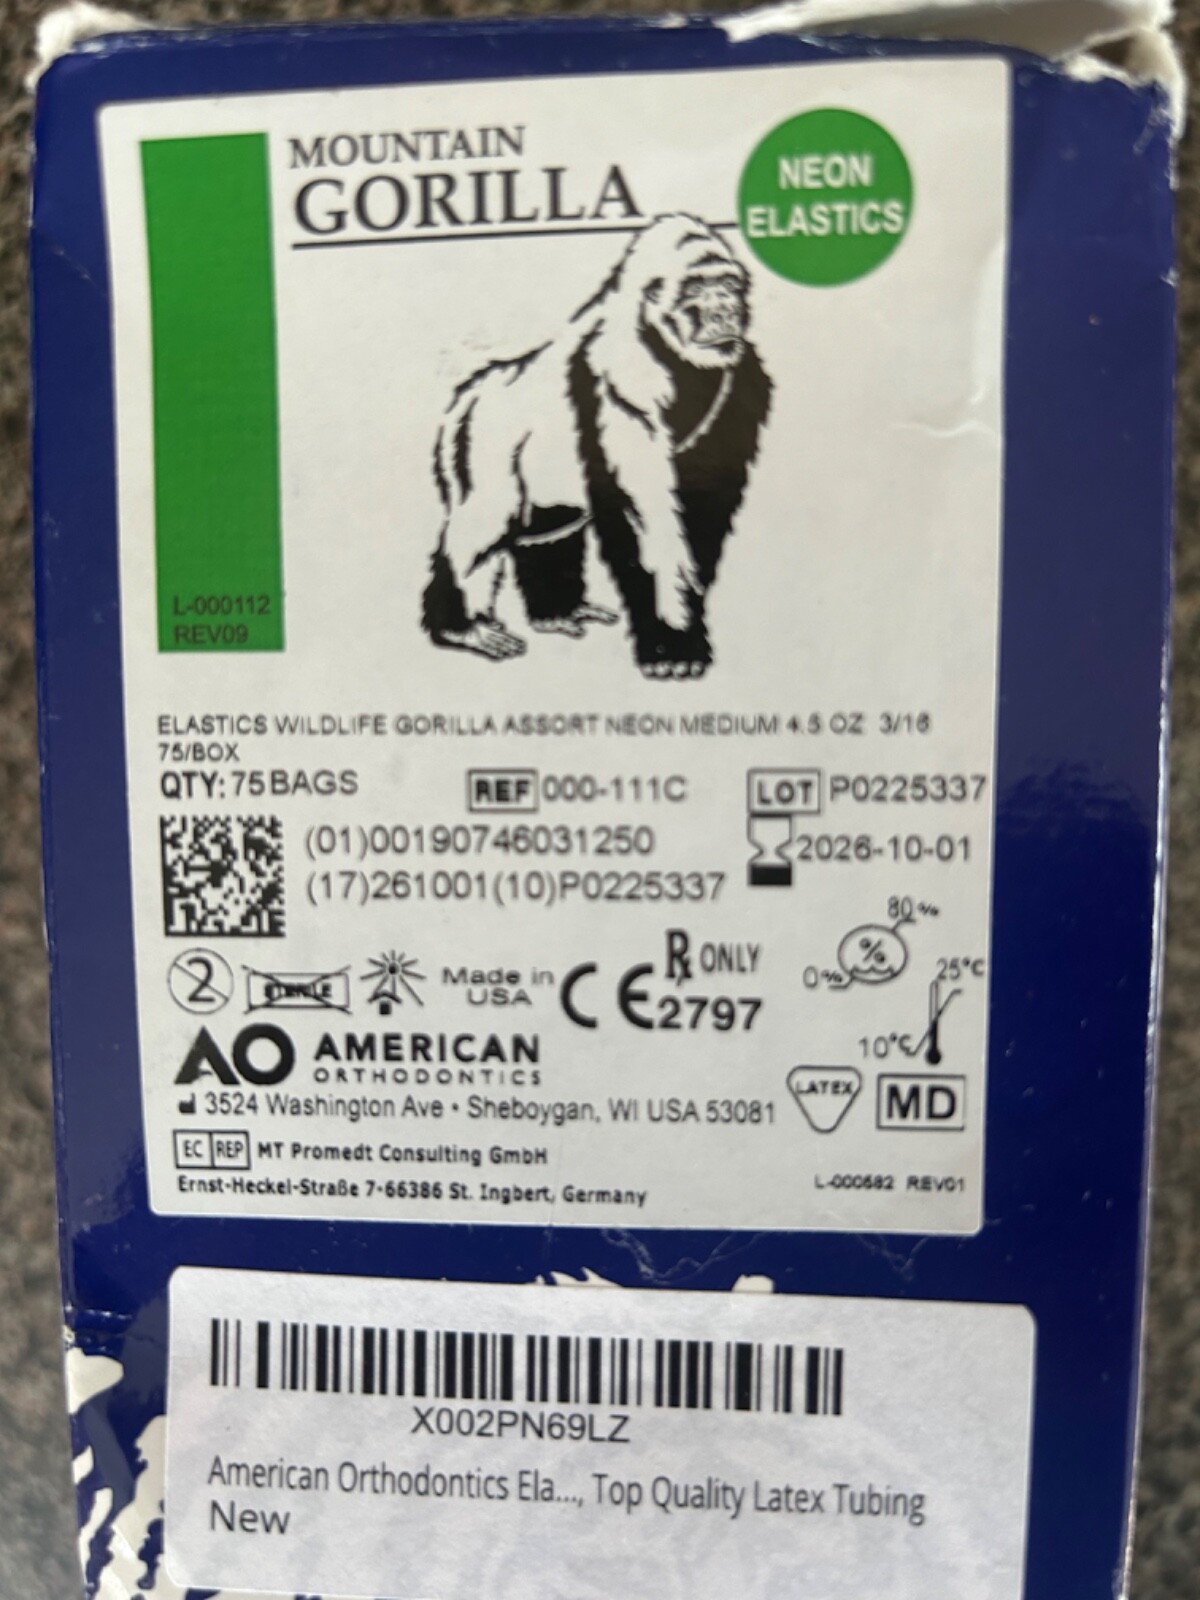 MOUNTAIN
GORILLA
NEON
ELASTICS
L-000112
REV09
ELASTICS WILDLIFE GORILLA ASSORT NEON MEDIUM 4.5 OZ 3/16
75/BOX
QTY: 75 BAGS
REF 000-111C
LOT P0225337
(01)00190746031250
2026-10-01
(17)261001(10)P0225337
80%
%
0%
25°C
10°C
2
STERILE
Made in
USA
CE
2797
Rx ONLY
AO AMERICAN
ORTHODONTICS
LATEX
MD
3524 Washington Ave • Sheboygan, WI USA 53081
EC REP MT Promedt Consulting GmbH
Ernst-Heckel-Straße 7·66386 St. Ingbert, Germany
L-000682 REV01
X002PN69LZ
American Orthodontics Ela..., Top Quality Latex Tubing
New